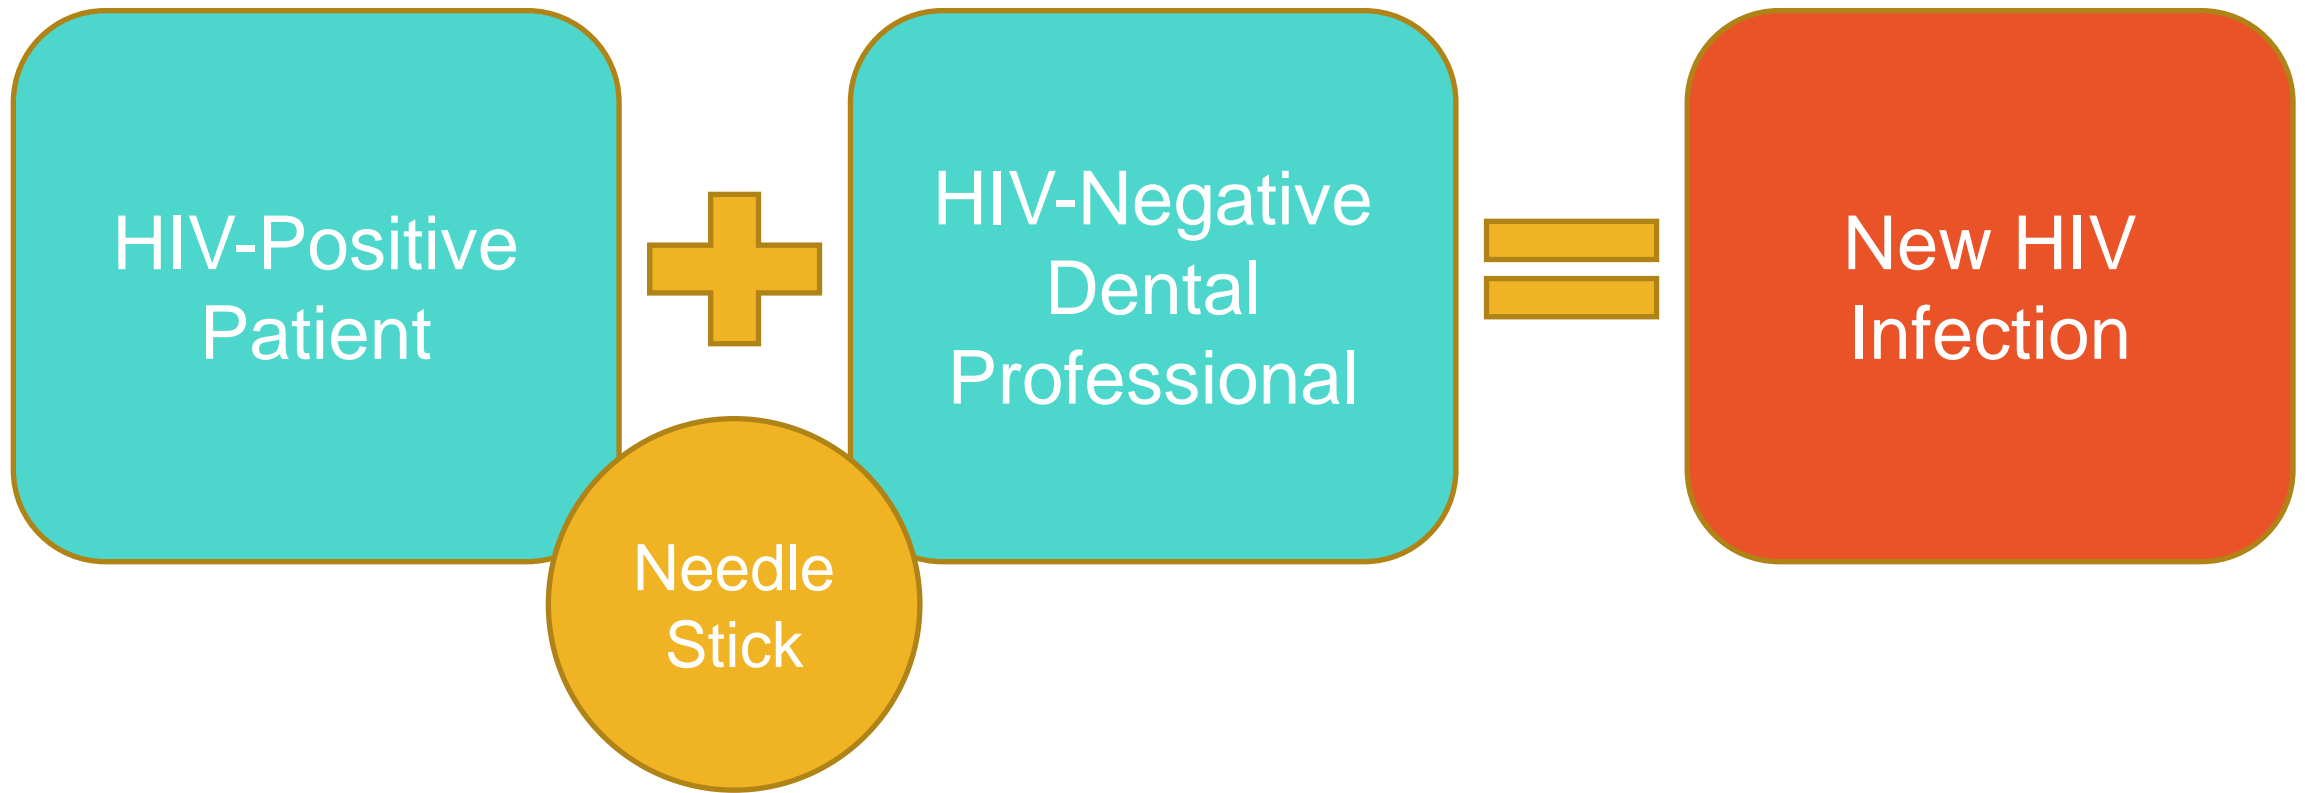 HIV-Positive
Patient
HIV-Negative
Dental
Professional
New HIV
Infection
Needle
Stick